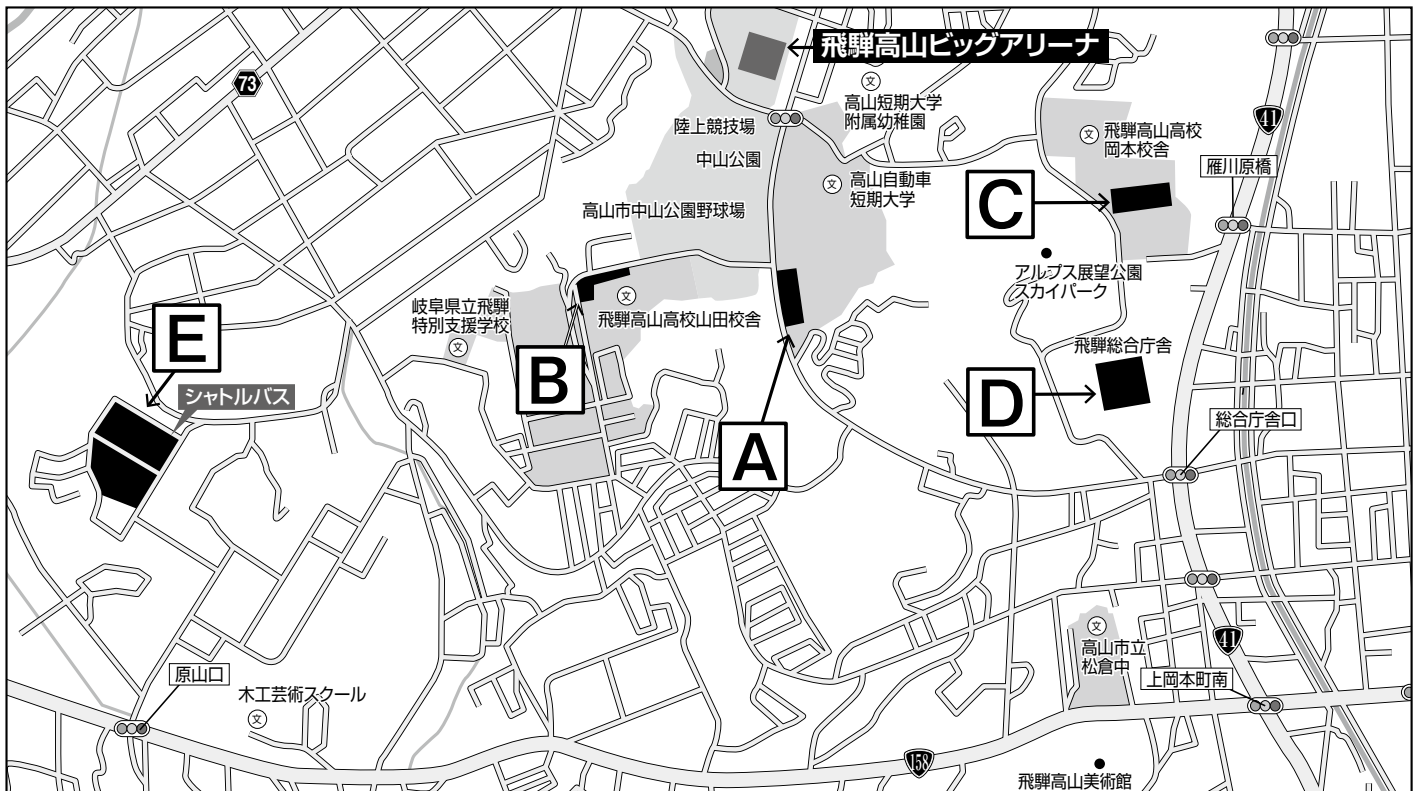 飛騨高山ビッグアリーナ
73
文
高山短期大学
附属幼稚園
41
陸上競技場
文
飛騨高山高校
岡本校舎
中山公園
雁川原橋
文
高山自動車
短期大学
C
高山市中山公園野球場
アルプス展望公園
スカイパーク
岐阜県立飛騨
特別支援学校
文
文
飛騨高山高校山田校舎
E
飛騨総合庁舎
B
シャトルバス
D
総合庁舎口
A
文
高山市立
松倉中
41
原山口
木工芸術スクール
文
上岡本町南
158
飛騨高山美術館